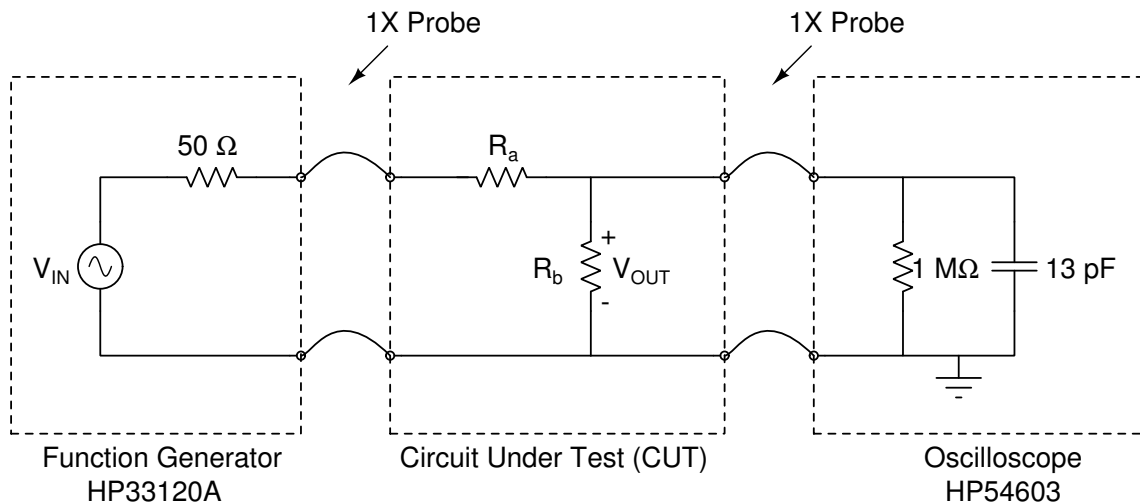 1X Probe
1X Probe
50 Ω
Ra
VIN
Rb
+
VOUT
-
1 MΩ
13 pF
Function Generator
HP33120A
Circuit Under Test (CUT)
Oscilloscope
HP54603